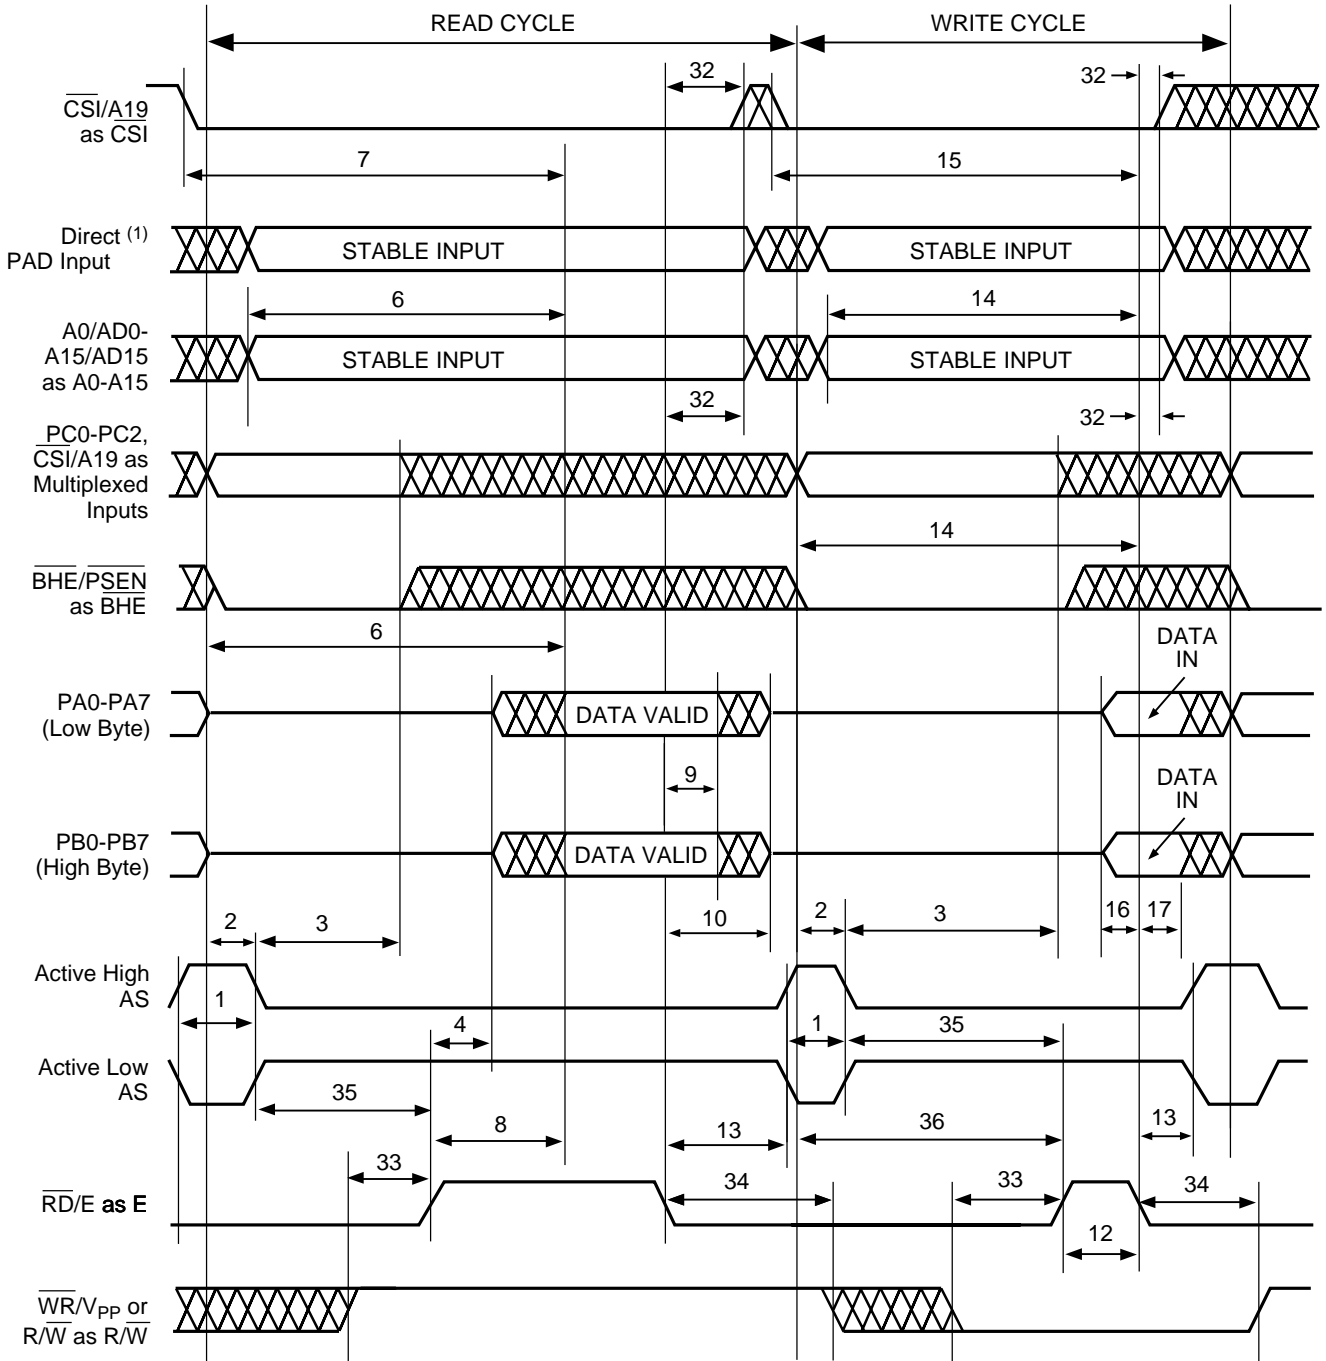 READ CYCLE
WRITE CYCLE
32
32
CSI/A19
as CSI
7
15
Direct (1)
PAD Input
STABLE INPUT
STABLE INPUT
6
14
A0/AD0-
A15/AD15
as A0-A15
STABLE INPUT
STABLE INPUT
32
32
PC0-PC2,
CSI/A19 as
Multiplexed
Inputs
14
BHE/PSEN
as BHE
6
DATA
IN
PA0-PA7
(Low Byte)
DATA VALID
9
DATA
IN
PB0-PB7
(High Byte)
DATA VALID
2
3
10
2
3
16
17
Active High
AS
1
4
1
35
Active Low
AS
35
8
13
36
13
33
34
33
34
RD/E as E
12
WR/VPP or
R/W as R/W